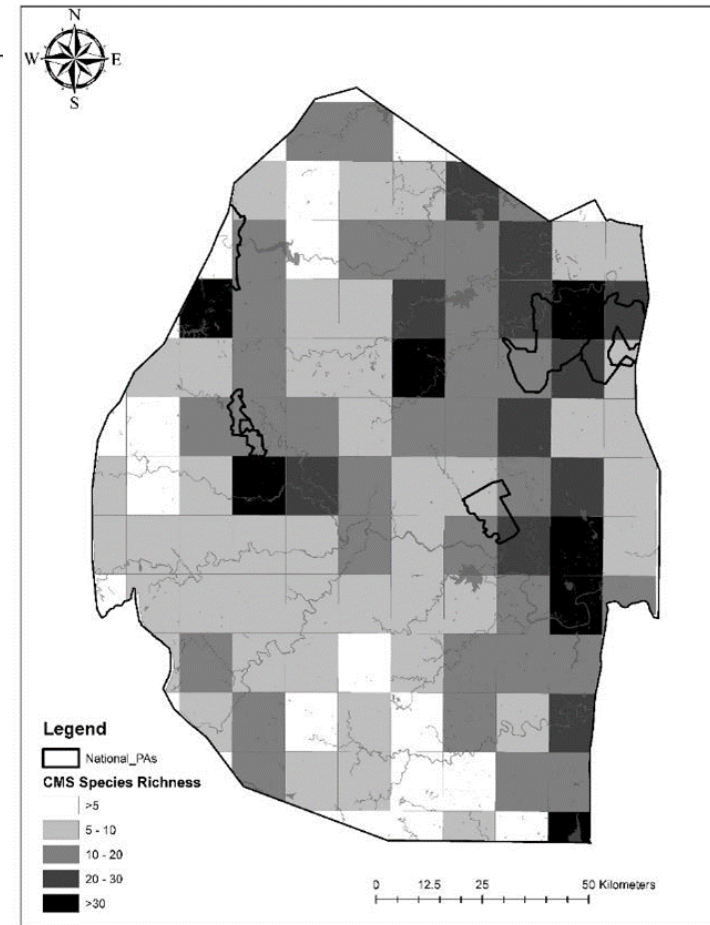 N
W E
S
Legend
National_PAs
CMS Species Richness
>5
5 - 10
10 - 20
20 - 30
>30
0 12.5 25 50 Kilometers